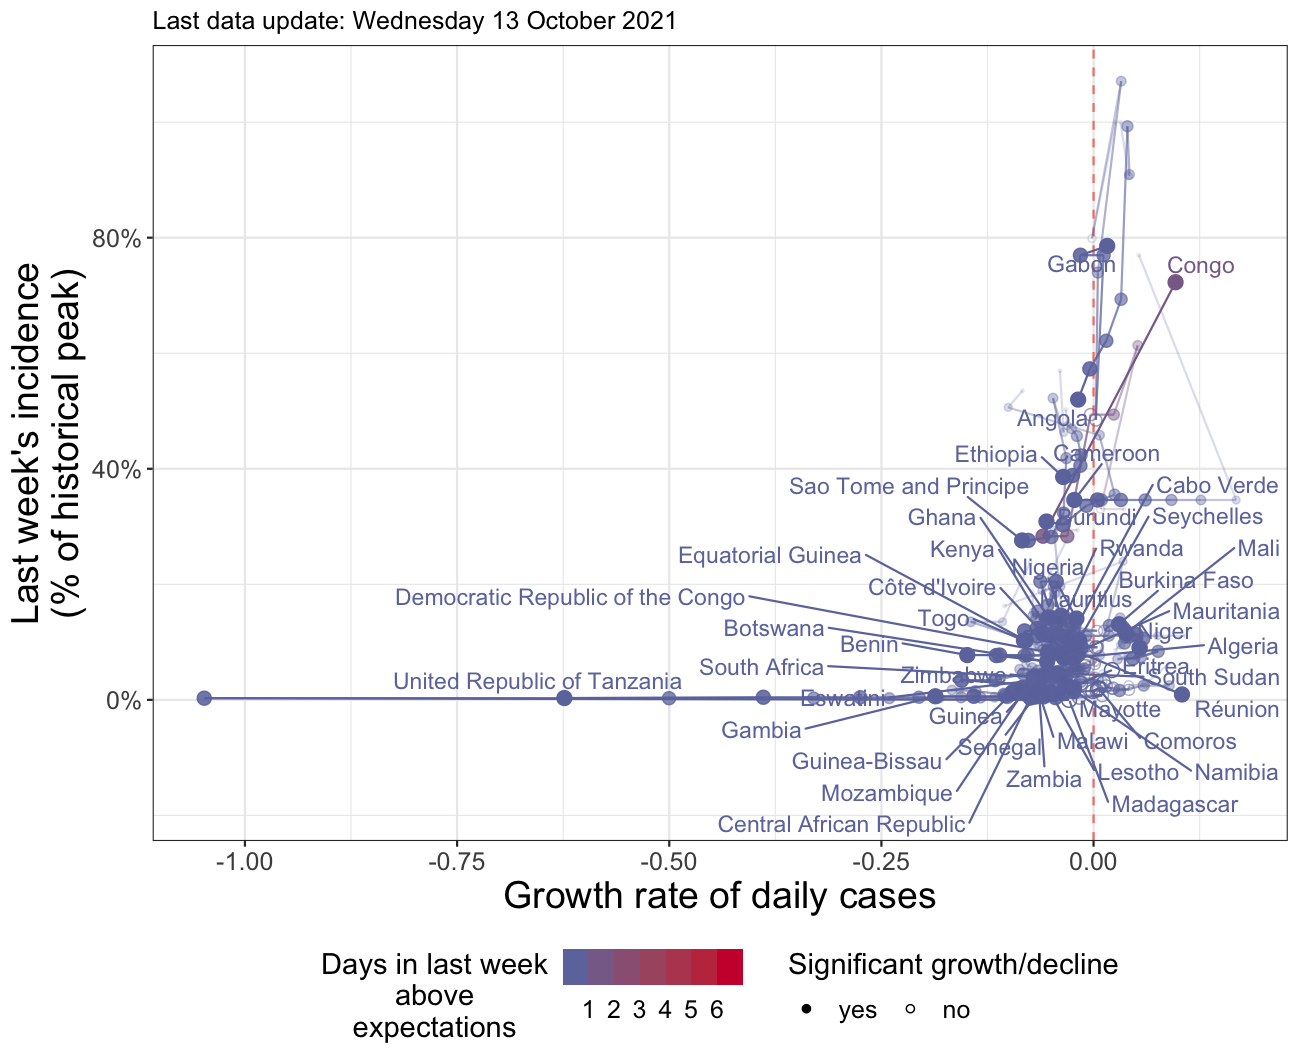 Last data update: Wednesday 13 October 2021
Last week's incidence
(% of historical peak)
80%
40%
0%
Gabon
Congo
Angola
Ethiopia
Cameroon
Sao Tome and Principe
Cabo Verde
Ghana
Burundi
Seychelles
Kenya
Rwanda
Mali
Equatorial Guinea
Nigeria
Burkina Faso
Côte d'Ivoire
Democratic Republic of the Congo
Mauritius
Mauritania
Togo
Botswana
Niger
Benin
Algeria
South Africa
Eritrea
Zimbabwe
South Sudan
United Republic of Tanzania
Eswatini
Mayotte
Réunion
Guinea
Gambia
Senegal
Malawi
Comoros
Guinea-Bissau
Zambia
Lesotho
Namibia
Mozambique
Madagascar
Central African Republic
-1.00
-0.75
-0.50
-0.25
0.00
Growth rate of daily cases
Days in last week
above
expectations
1 2 3 4 5 6
Significant growth/decline
yes
no